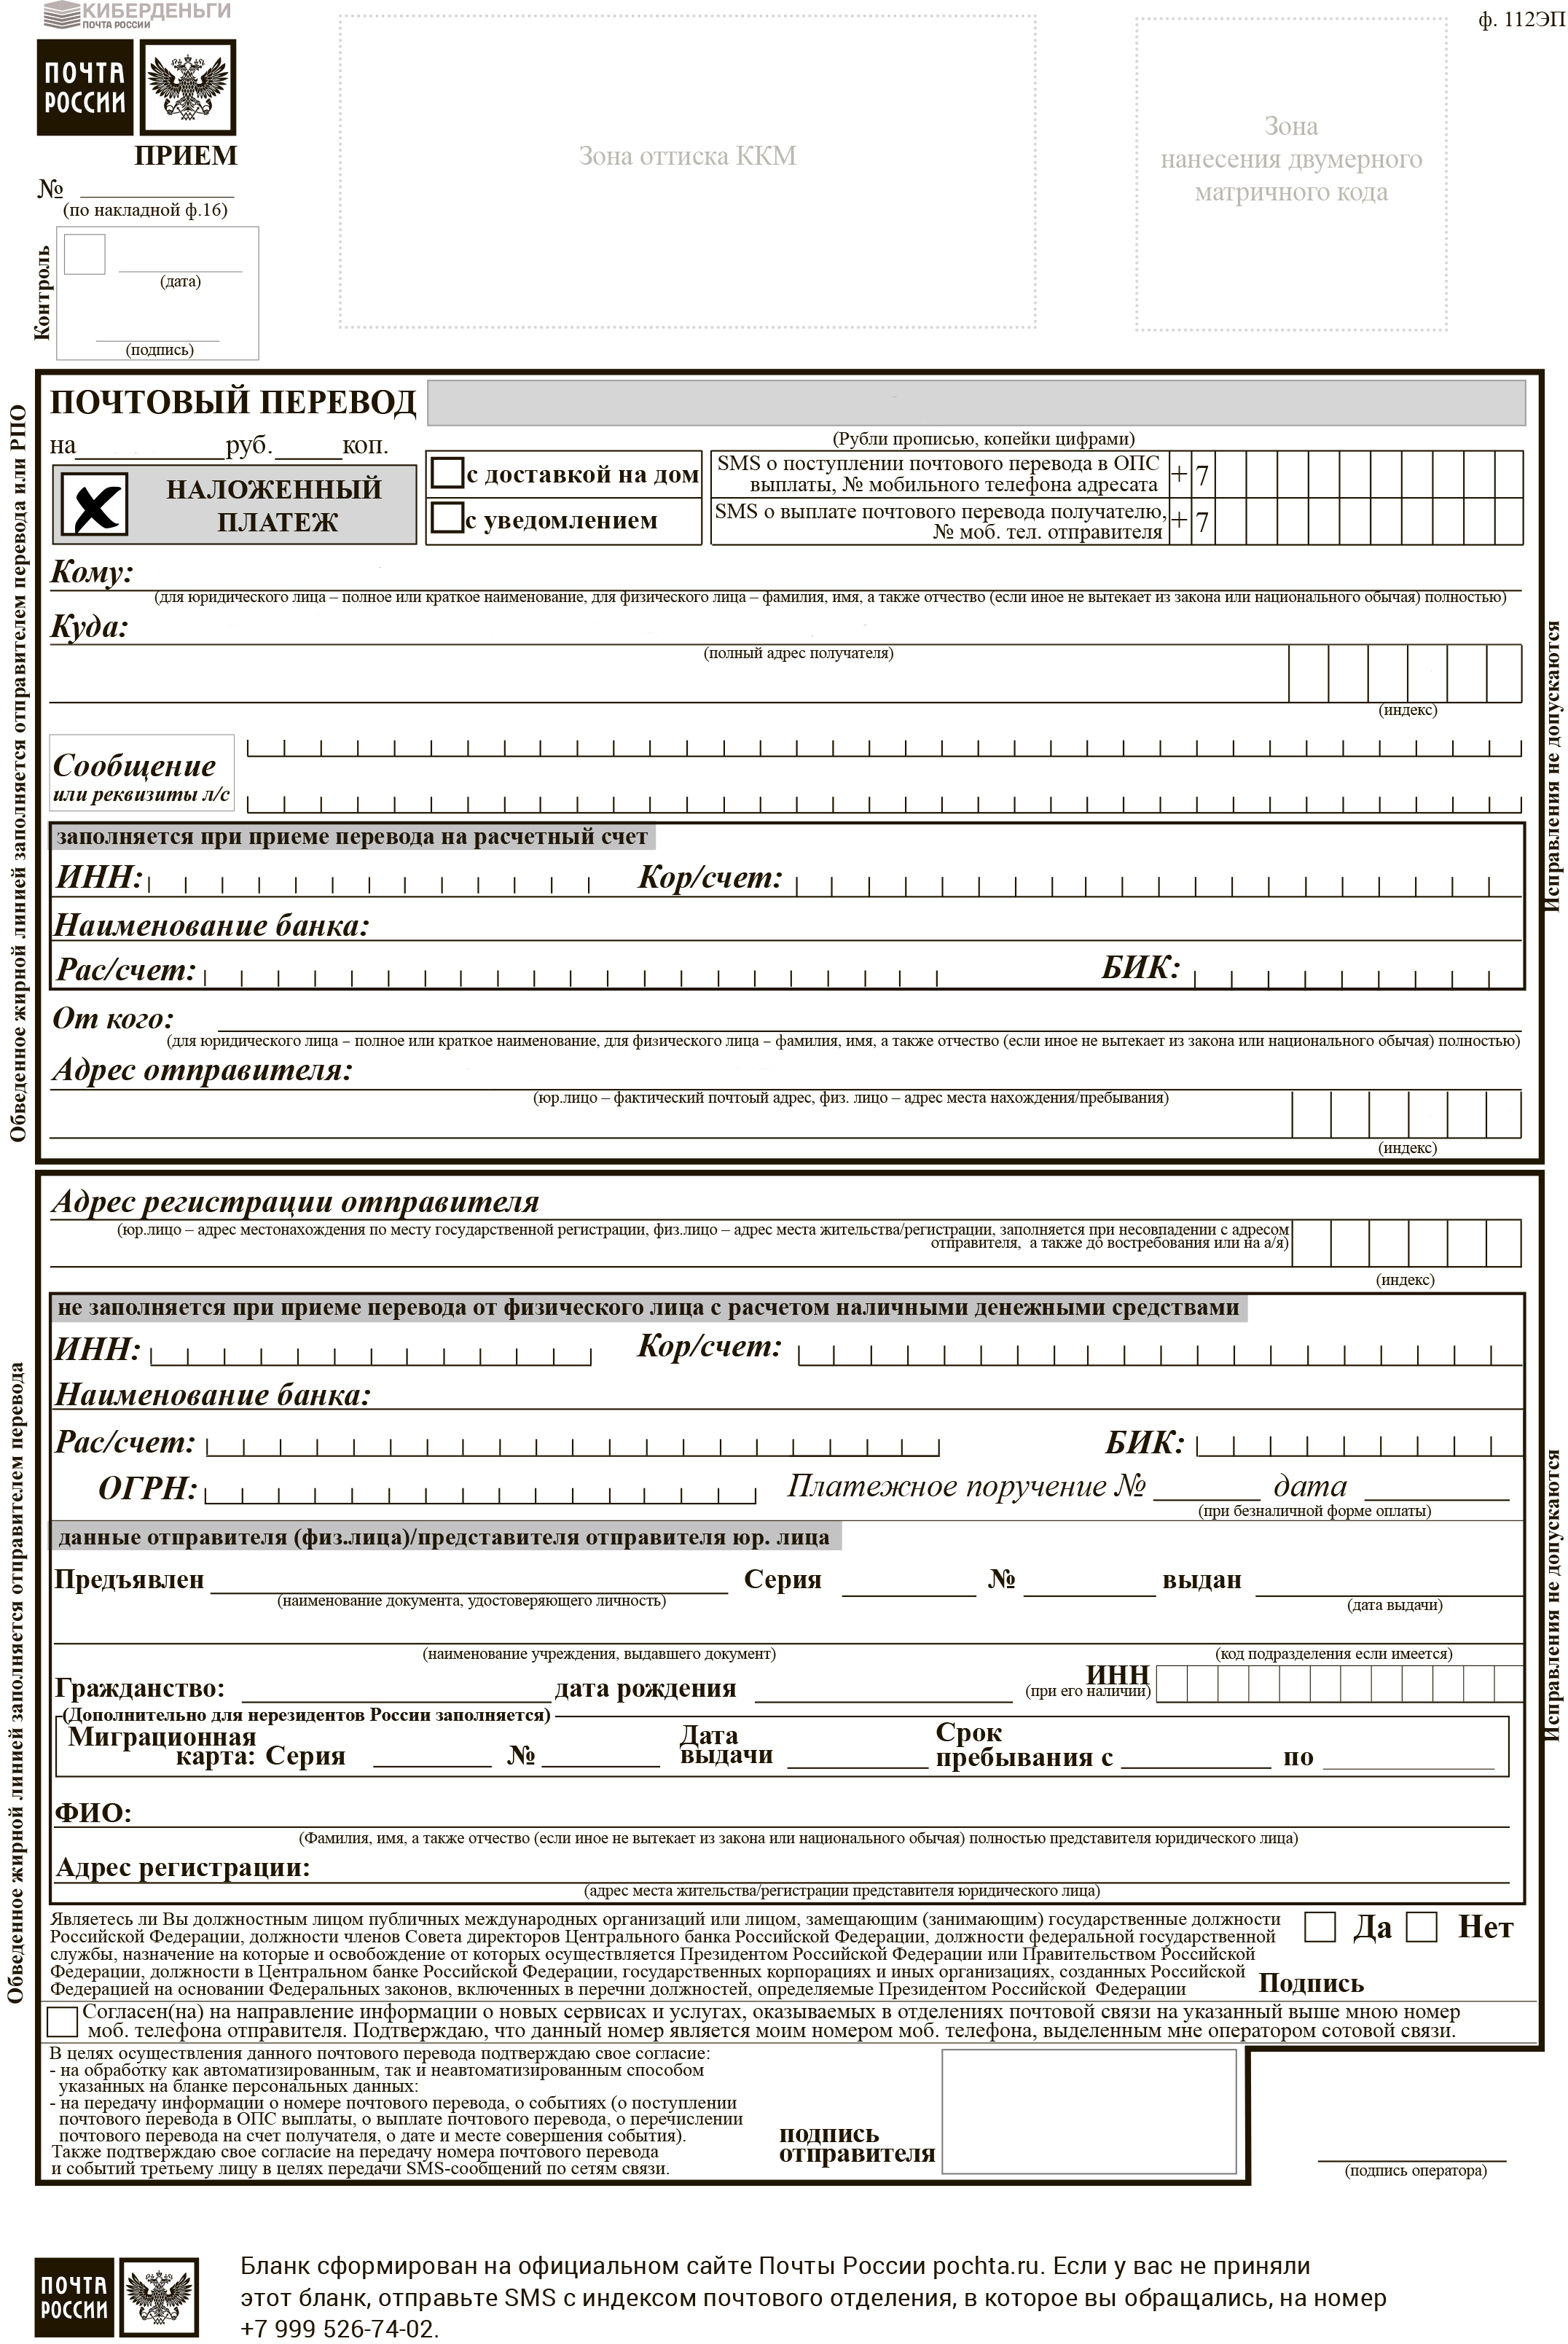 КИБЕРДЕНЬГИ
ПОЧТА РОССИИ
ф. 112ЭП
ПОЧТА
РОССИИ
ПРИЕМ
№
(по накладной ф.16)
Контроль
(дата)
(подпись)
Зона оттиска ККМ
Зона
нанесения двумерного
матричного кода
Обведенное жирной линией заполняется отправителем перевода или РПО
Исправления не допускаются
ПОЧТОВЫЙ ПЕРЕВОД
(Рубли прописью, копейки цифрами)
на руб. коп.
НАЛОЖЕННЫЙ
ПЛАТЕЖ
с доставкой на дом
с уведомлением
SMS о поступлении почтового перевода в ОПС
выплаты, № мобильного телефона адресата +7
SMS о выплате почтового перевода получателю,
№ моб. тел. отправителя +7
Кому:
(для юридического лица – полное или краткое наименование, для физического лица – фамилия, имя, а также отчество (если иное не вытекает из закона или национального обычая) полностью)
Куда:
(полный адрес получателя)
(индекс)
Сообщение
или реквизиты л/с
заполняется при приеме перевода на расчетный счет
ИНН: Кор/счет:
Наименование банка:
Рас/счет: БИК:
От кого:
(для юридического лица – полное или краткое наименование, для физического лица – фамилия, имя, а также отчество (если иное не вытекает из закона или национального обычая) полностью)
Адрес отправителя:
(юр.лицо – фактический почтоый адрес, физ. лицо – адрес места нахождения/пребывания)
(индекс)
Обведенное жирной линией заполняется отправителем перевода
Исправления не допускаются
Адрес регистрации отправителя
(юр.лицо – адрес местонахождения по месту государственной регистрации, физ.лицо – адрес места жительства/регистрации, заполняется при несовпадении с адресом
отправителя, а также до востребования или на а/я)
(индекс)
не заполняется при приеме перевода от физического лица с расчетом наличными денежными средствами
ИНН: Кор/счет:
Наименование банка:
Рас/счет: БИК:
ОГРН: Платежное поручение № дата
(при безналичной форме оплаты)
данные отправителя (физ.лица)/представителя отправителя юр. лица
Предъявлен Серия № выдан
(наименование документа, удостоверяющего личность) (дата выдачи)
(наименование учреждения, выдавшего документ) (код подразделения если имеется)
Гражданство: дата рождения ИНН
(при его наличии)
(Дополнительно для нерезидентов России заполняется)
Миграционная
карта: Серия № Дата
выдачи Срок
пребывания с по
ФИО:
(Фамилия, имя, а также отчество (если иное не вытекает из закона или национального обычая) полностью представителя юридического лица)
Адрес регистрации:
(адрес места жительства/регистрации представителя юридического лица)
Являетесь ли Вы должностным лицом публичных международных организаций или лицом, замещающим (занимающим) государственные должности
Российской Федерации, должности членов Совета директоров Центрального банка Российской Федерации, должности федеральной государственной
службы, назначение на которые и освобождение от которых осуществляется Президентом Российской Федерации или Правительством Российской
Федерации, должности в Центральном банке Российской Федерации, государственных корпорациях и иных организациях, созданных Российской
Федерацией на основании Федеральных законов, включенных в перечни должностей, определяемые Президентом Российской Федерации
Да Нет
Подпись
Согласен(на) на направление информации о новых сервисах и услугах, оказываемых в отделениях почтовой связи на указанный выше мною номер
моб. телефона отправителя. Подтверждаю, что данный номер является моим номером моб. телефона, выделенным мне оператором сотовой связи.
В целях осуществления данного почтового перевода подтверждаю свое согласие:
- на обработку как автоматизированным, так и неавтоматизированным способом
указанных на бланке персональных данных:
- на передачу информации о номере почтового перевода, о событиях (о поступлении
почтового перевода в ОПС выплаты, о выплате почтового перевода, о перечислении
почтового перевода на счет получателя, о дате и месте совершения события).
Также подтверждаю свое согласие на передачу номера почтового перевода
и событий третьему лицу в целях передачи SMS-сообщений по сетям связи.
подпись
отправителя
(подпись оператора)
ПОЧТА
РОССИИ
Бланк сформирован на официальном сайте Почты России pochta.ru. Если у вас не приняли
этот бланк, отправьте SMS с индексом почтового отделения, в которое вы обращались, на номер
+7 999 526-74-02.